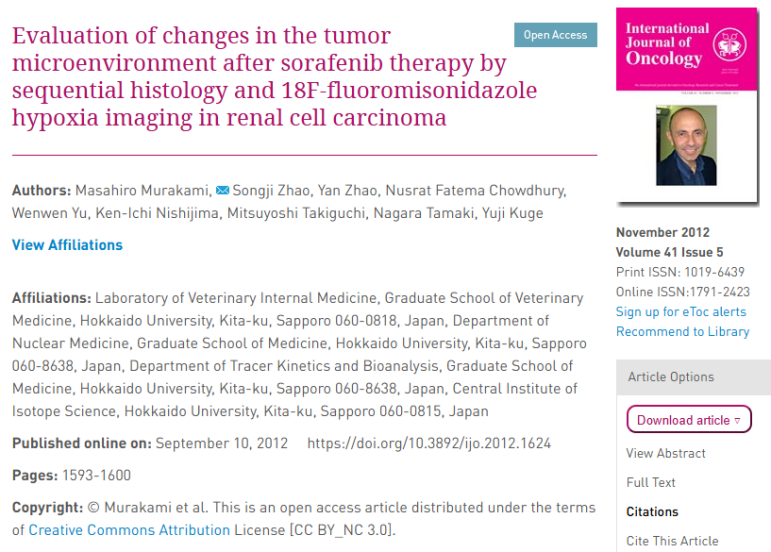 Evaluation of changes in the tumor
microenvironment after sorafenib therapy by
sequential histology and 18F-fluoromisonidazole
hypoxia imaging in renal cell carcinoma
Open Access
Authors: Masahiro Murakami, Songji Zhao, Yan Zhao, Nusrat Fatema Chowdhury,
Wenwen Yu, Ken-Ichi Nishijima, Mitsuyoshi Takiguchi, Nagara Tamaki, Yuji Kuge
View Affiliations
Affiliations: Laboratory of Veterinary Internal Medicine, Graduate School of Veterinary
Medicine, Hokkaido University, Kita-ku, Sapporo 060-0818, Japan, Department of
Nuclear Medicine, Graduate School of Medicine, Hokkaido University, Kita-ku, Sapporo
060-8638, Japan, Department of Tracer Kinetics and Bioanalysis, Graduate School of
Medicine, Hokkaido University, Kita-ku, Sapporo 060-8638, Japan, Central Institute of
Isotope Science, Hokkaido University, Kita-ku, Sapporo 060-0815, Japan
Published online on: September 10, 2012 https://doi.org/10.3892/ijo.2012.1624
Pages: 1593-1600
Copyright: © Murakami et al. This is an open access article distributed under the terms
of Creative Commons Attribution License [CC BY_NC 3.0].
International
Journal of
Oncology
November 2012
Volume 41 Issue 5
Print ISSN: 1019-6439
Online ISSN:1791-2423
Sign up for eToc alerts
Recommend to Library
Article Options
Download article ▿
View Abstract
Full Text
Citations
Cite This Article